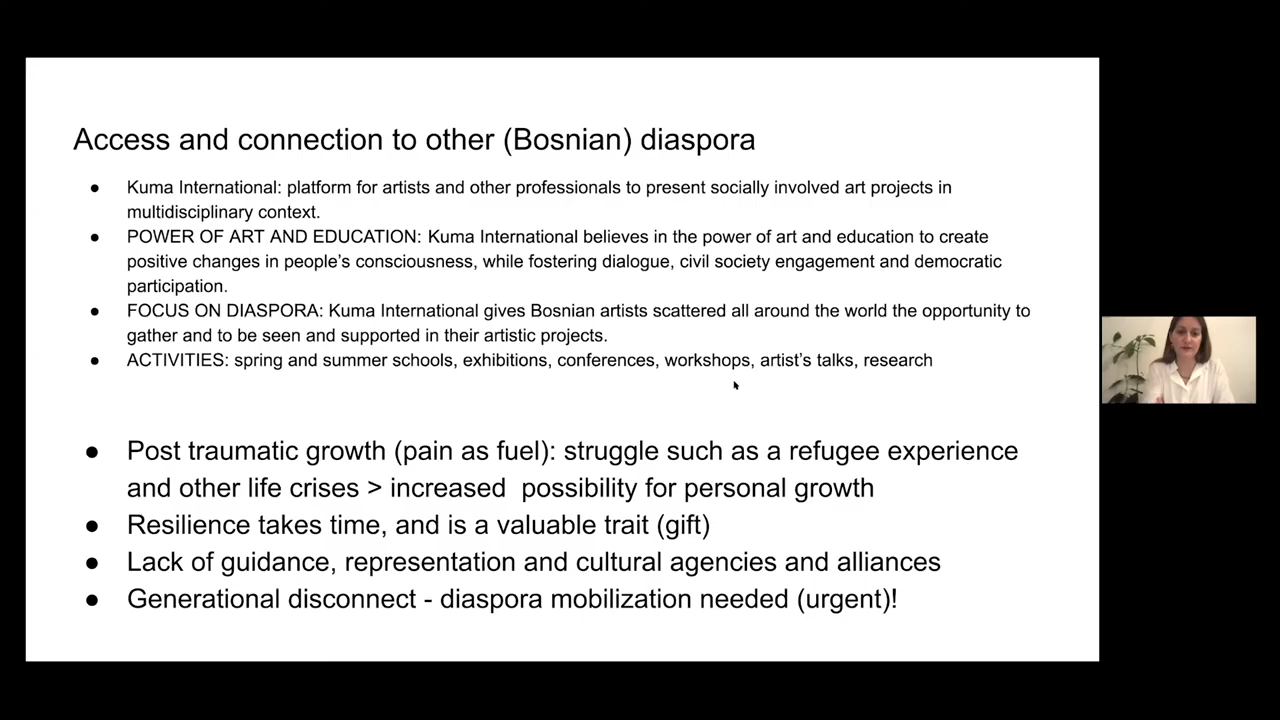 Access and connection to other (Bosnian) diaspora
● Kuma International: platform for artists and other professionals to present socially involved art projects in
multidisciplinary context.
● POWER OF ART AND EDUCATION: Kuma International believes in the power of art and education to create
positive changes in people’s consciousness, while fostering dialogue, civil society engagement and democratic
participation.
● FOCUS ON DIASPORA: Kuma International gives Bosnian artists scattered all around the world the opportunity to
gather and to be seen and supported in their artistic projects.
● ACTIVITIES: spring and summer schools, exhibitions, conferences, workshops, artist’s talks, research
● Post traumatic growth (pain as fuel): struggle such as a refugee experience
and other life crises > increased  possibility for personal growth
● Resilience takes time, and is a valuable trait (gift)
● Lack of guidance, representation and cultural agencies and alliances
● Generational disconnect - diaspora mobilization needed (urgent)!